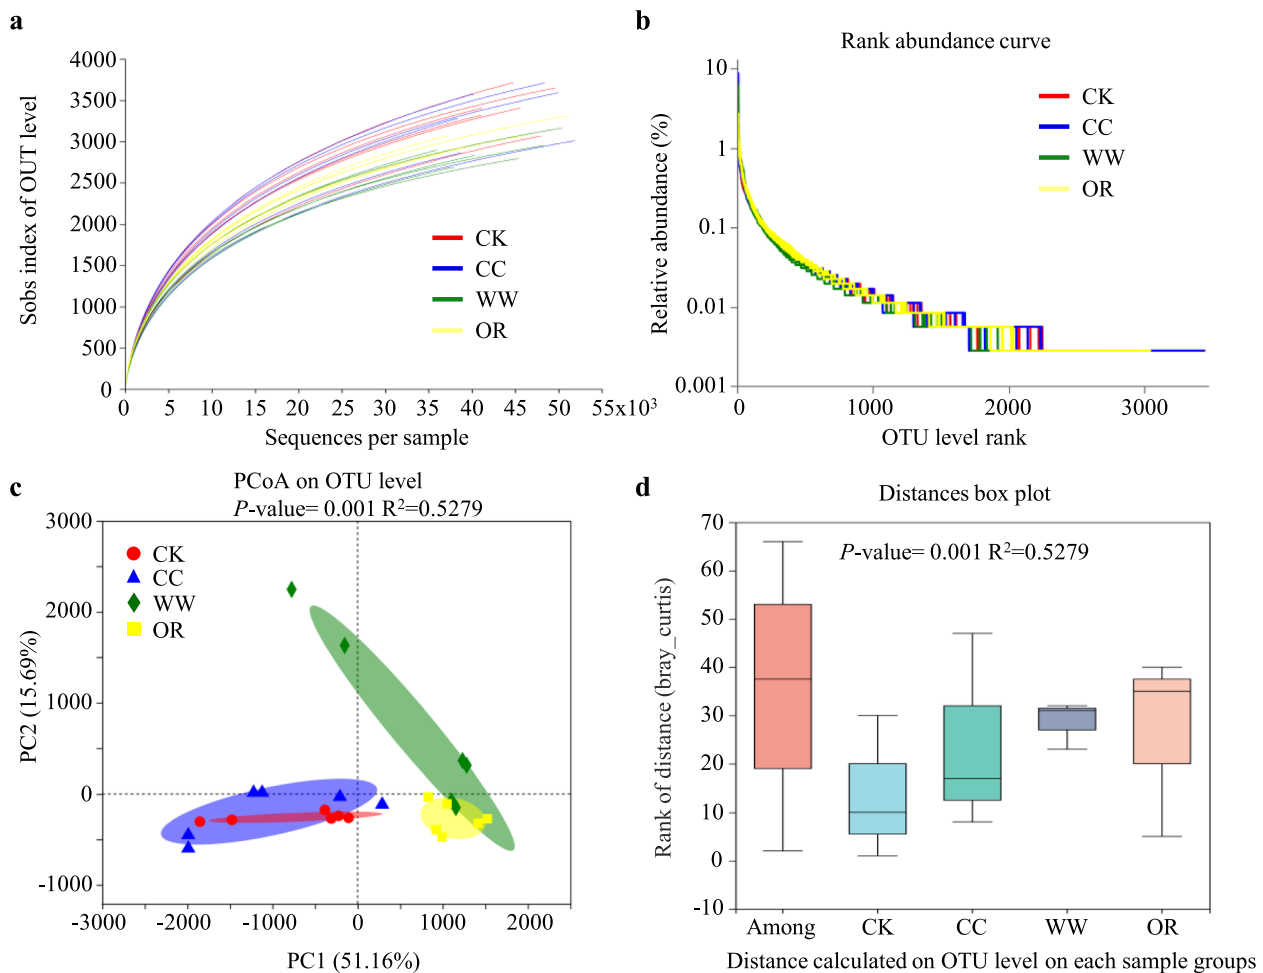 a
4000
3500
3000
2500
2000
1500
1000
500
0
Sobs index of OUT level
CK
CC
WW
OR
0 5 10 15 20 25 30 35 40 45 50 55x10³
Sequences per sample
b
Rank abundance curve
10
1
0.1
0.01
0.001
Relative abundance (%)
CK
CC
WW
OR
0 1000 2000 3000
OTU level rank
c
PCoA on OTU level
P-value= 0.001 R²=0.5279
3000
2000
1000
0
-1000
PC2 (15.69%)
CK
CC
WW
OR
-3000 -2000 -1000 0 1000 2000
PC1 (51.16%)
d
Distances box plot
P-value= 0.001 R²=0.5279
70
60
50
40
30
20
10
0
-10
Rank of distance (bray_curtis)
Among CK CC WW OR
Distance calculated on OTU level on each sample groups